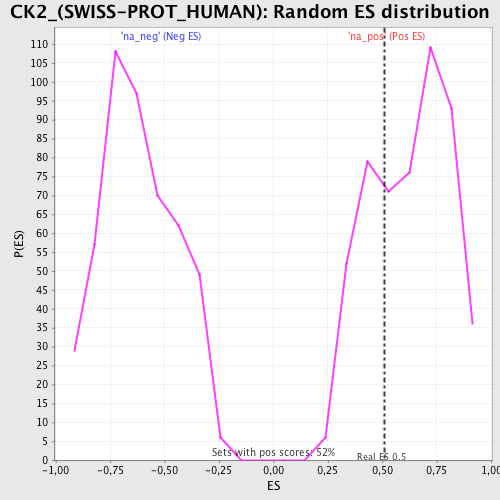 CK2_(SWISS-PROT_HUMAN): Random ES distribution
'na_neg' (Neg ES)
'na_pos' (Pos ES)
110
105
100
95
90
85
80
75
70
65
60
55
50
45
40
35
30
25
20
15
10
5
0
P(ES)
Sets with pos scores: 52%
Real ES 0.5
-1,00 -0,75 -0,50 -0,25 0,00 0,25 0,50 0,75 1,00
ES